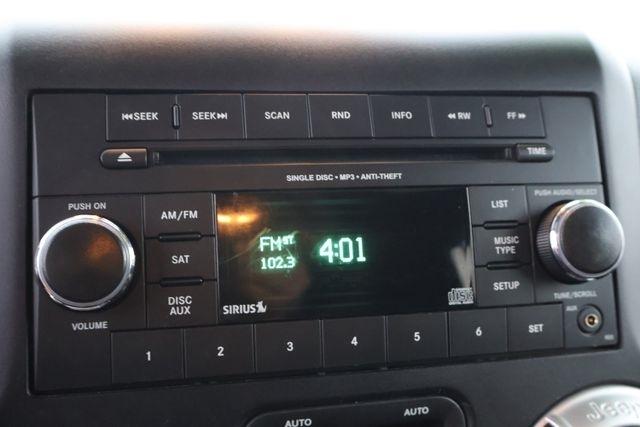 SEEK SEEK SCAN RND INFO RW FF
TIME
SINGLE DISC • MP3 • ANTI-THEFT
PUSH ON
AM/FM
SAT
DISC
AUX
VOLUME
FM ST 4:01
102.3
SIRIUS
LIST
MUSIC
TYPE
SETUP
PUSH AUDIO/SELECT
TUNE/SCROLL
AUX
1 2 3 4 5 6 SET
AUTO AUTO
Jeep